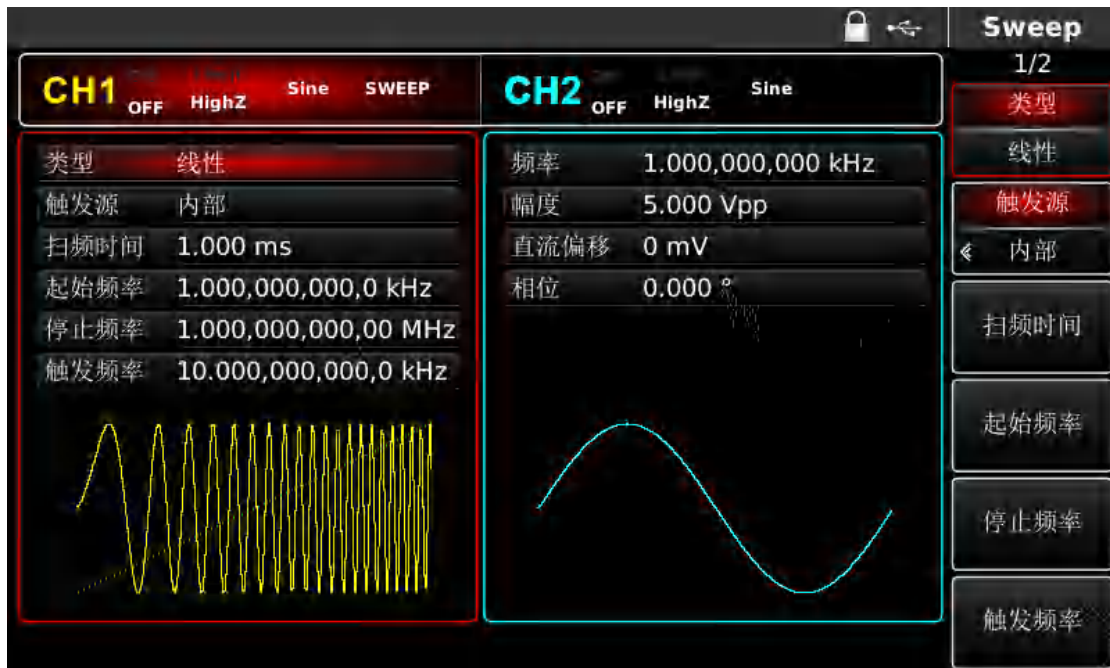 Sweep
1/2
CH1 OFF HighZ Sine SWEEP
CH2 OFF HighZ Sine
类型 线性
触发源 内部
扫频时间 1.000 ms
起始频率 1.000,000,000,0 kHz
停止频率 1.000,000,000,00 MHz
触发频率 10.000,000,000,0 kHz
频率 1.000,000,000 kHz
幅度 5.000 Vpp
直流偏移 0 mV
相位 0.000 °
类型
线性
触发源
内部
扫频时间
起始频率
停止频率
触发频率